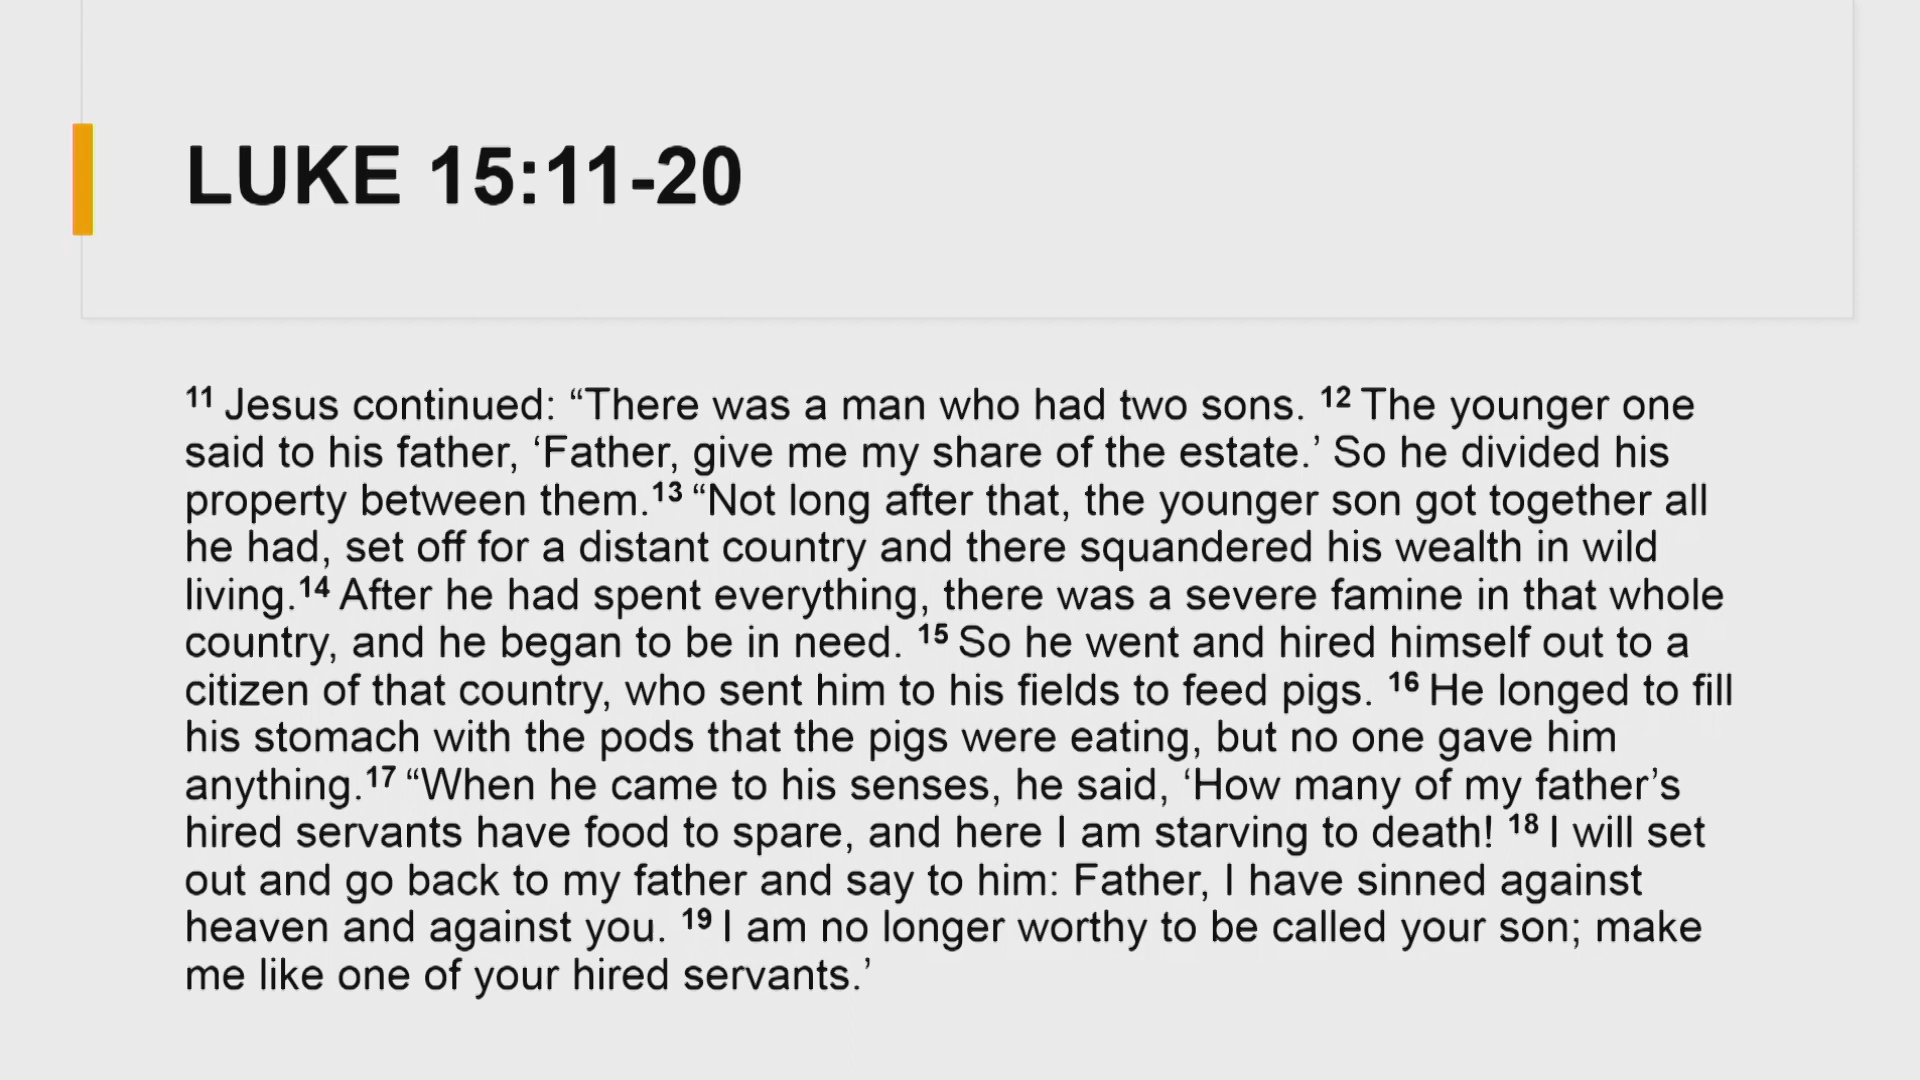 LUKE 15:11-20
11 Jesus continued: “There was a man who had two sons. 12 The younger one
said to his father, ‘Father, give me my share of the estate.’ So he divided his
property between them.13 “Not long after that, the younger son got together all
he had, set off for a distant country and there squandered his wealth in wild
living.14 After he had spent everything, there was a severe famine in that whole
country, and he began to be in need. 15 So he went and hired himself out to a
citizen of that country, who sent him to his fields to feed pigs. 16 He longed to fill
his stomach with the pods that the pigs were eating, but no one gave him
anything.17 “When he came to his senses, he said, ‘How many of my father’s
hired servants have food to spare, and here I am starving to death! 18 I will set
out and go back to my father and say to him: Father, I have sinned against
heaven and against you. 19 I am no longer worthy to be called your son; make
me like one of your hired servants.’